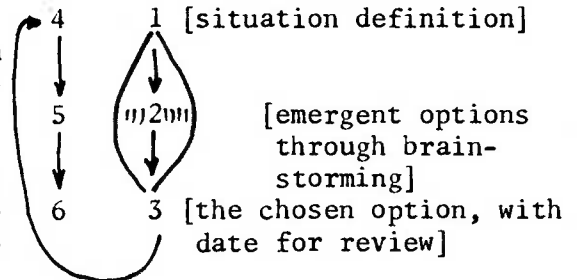 4 1 [situation definition]
5 2 [emergent options
through brain-
storming]
6 3 [the chosen option, with
date for review]